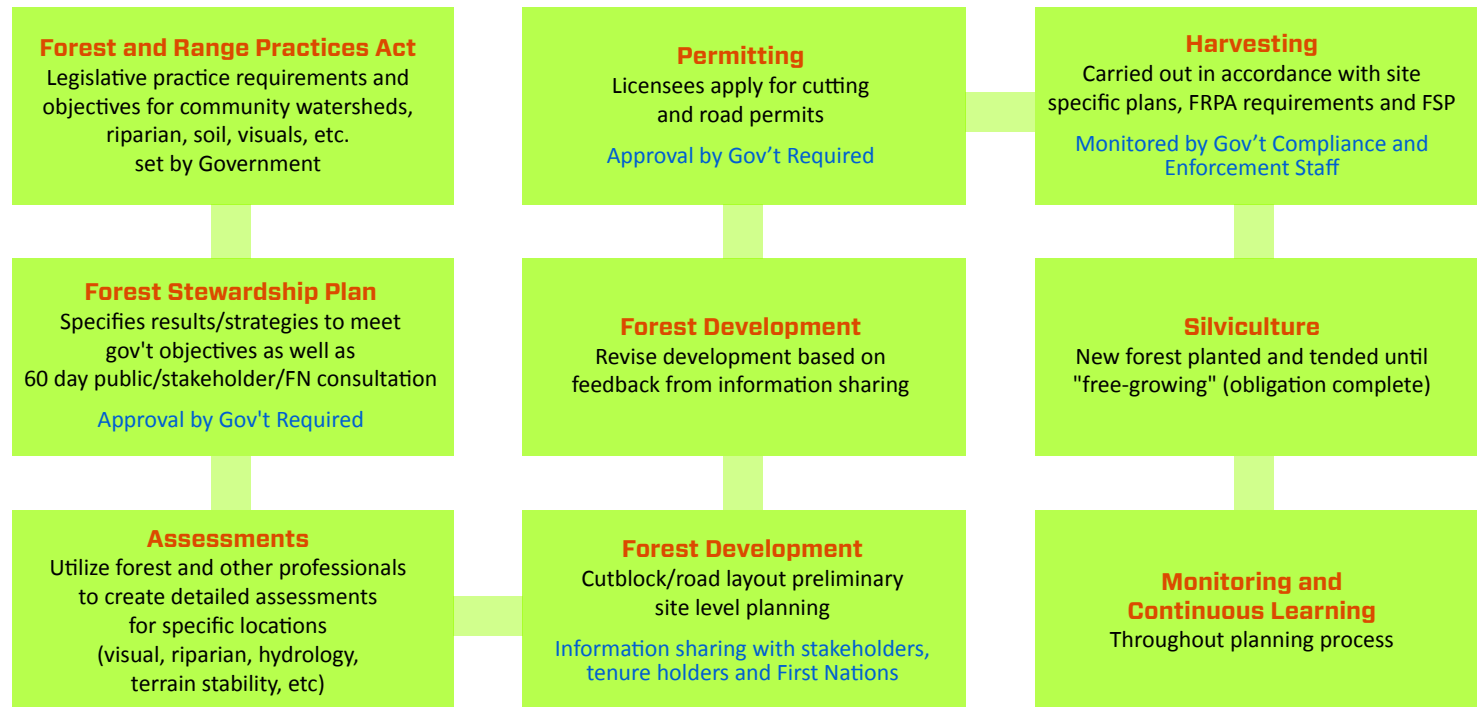 Forest and Range Practices Act
Legislative practice requirements and
objectives for community watersheds,
riparian, soil, visuals, etc.
set by Government
Forest Stewardship Plan
Specifies results/strategies to meet
gov't objectives as well as
60 day public/stakeholder/FN consultation
Approval by Gov't Required
Assessments
Utilize forest and other professionals
to create detailed assessments
for specific locations
(visual, riparian, hydrology,
terrain stability, etc)
Forest Development
Cutblock/road layout preliminary
site level planning
Information sharing with stakeholders,
tenure holders and First Nations
Forest Development
Revise development based on
feedback from information sharing
Permitting
Licensees apply for cutting
and road permits
Approval by Gov’t Required
Harvesting
Carried out in accordance with site
specific plans, FRPA requirements and FSP
Monitored by Gov’t Compliance and
Enforcement Staff
Silviculture
New forest planted and tended until
"free-growing" (obligation complete)
Monitoring and
Continuous Learning
Throughout planning process